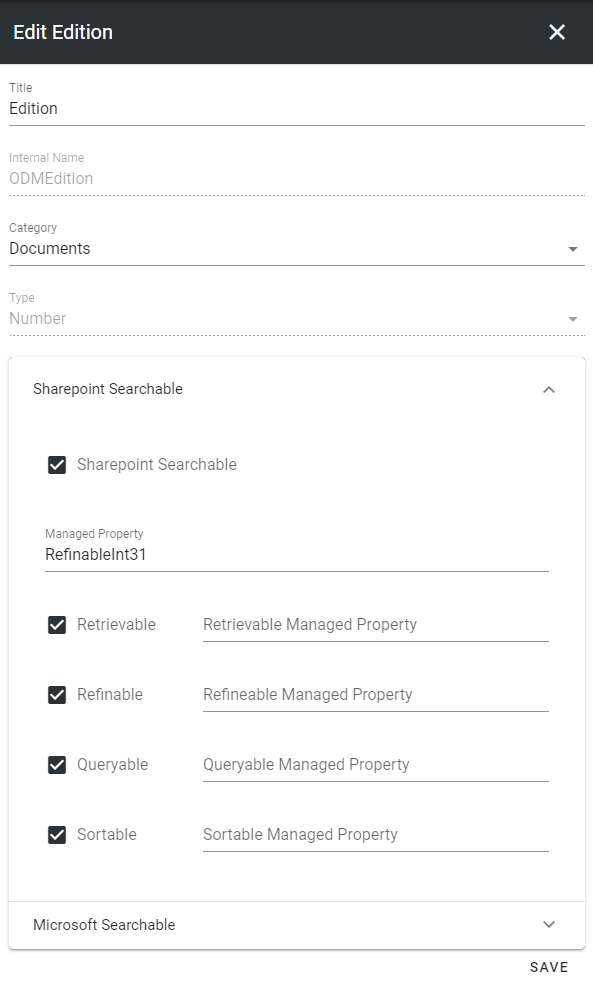 Edit Edition
Title
Edition
Internal Name
ODMEdition
Category
Documents
Type
Number
Sharepoint Searchable
Sharepoint Searchable
Managed Property
RefinableInt31
Retrievable Retrievable Managed Property
Refinable Refineable Managed Property
Queryable Queryable Managed Property
Sortable Sortable Managed Property
Microsoft Searchable
SAVE